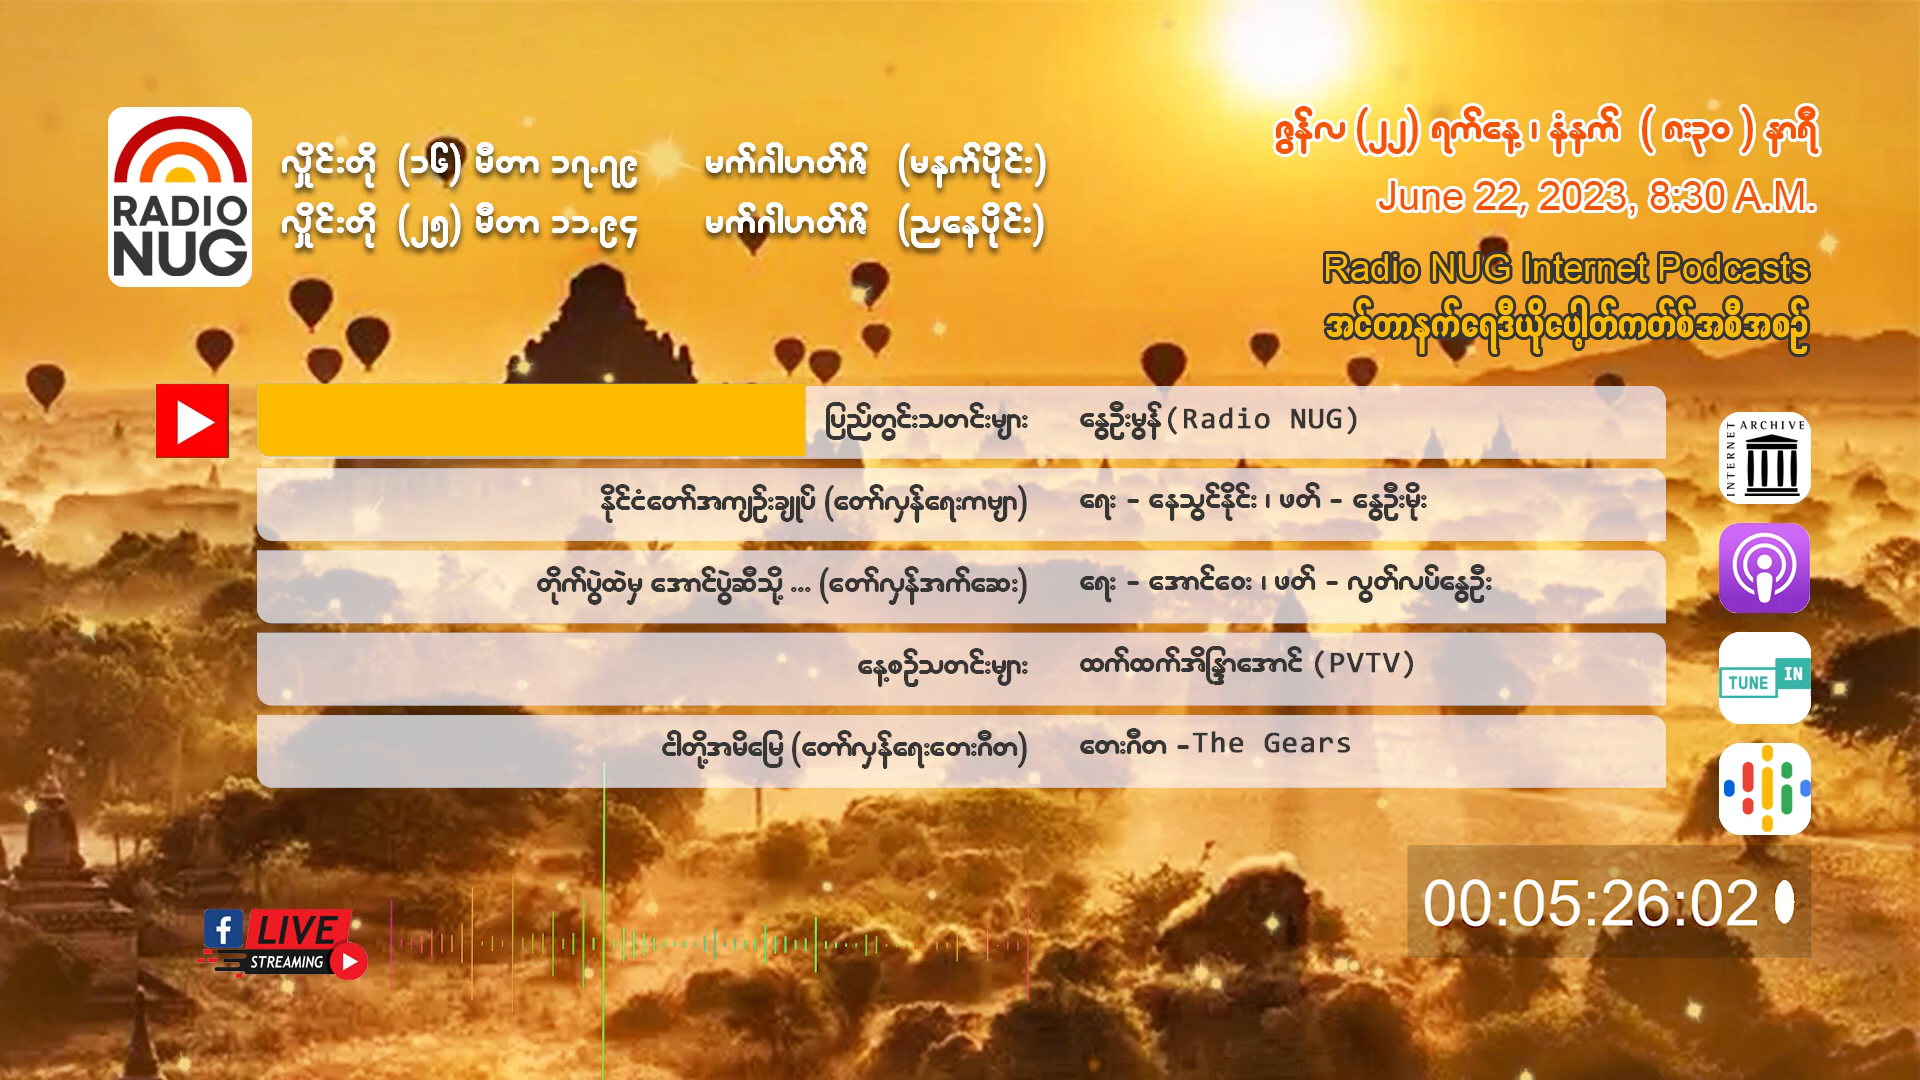 RADIO
NUG
လှိုင်းတို (၁၆) မီတာ ၁၇.၇၉ မက်ဂါဟတ်ဇ် (မနက်ပိုင်း)
လှိုင်းတို (၂၅) မီတာ ၁၁.၉၄ မက်ဂါဟတ်ဇ် (ညနေပိုင်း)
ဇွန်လ (၂၂) ရက်နေ့ ၊ နံနက် ( ၈း၃၀ ) နာရီ
June 22, 2023, 8:30 A.M.
Radio NUG Internet Podcasts
အင်တာနက်ရေဒီယိုပေါ့တ်ကတ်စ်အစီအစဉ်
ပြည်တွင်းသတင်းများ နွေဦးမွန်(Radio NUG)
နိုင်ငံတော်အကျဉ်းချုပ် (တော်လှန်ရေးကဗျာ) ရေး - နေသွင်နိုင်း ၊ ဖတ် - နွေဦးမိုး
တိုက်ပွဲထဲမှ အောင်ပွဲဆီသို့ ... (တော်လှန်အက်ဆေး) ရေး - အောင်ဝေး ၊ ဖတ် - လွတ်လပ်နွေဦး
နေ့စဉ်သတင်းများ ထက်ထက်အိန္ဒြာအောင် (PVTV)
ငါတို့အမိမြေ (တော်လှန်ရေးတေးဂီတ) တေးဂီတ -The Gears
INTERNET ARCHIVE
TUNE IN
00:05:26:02
f LIVE
STREAMING